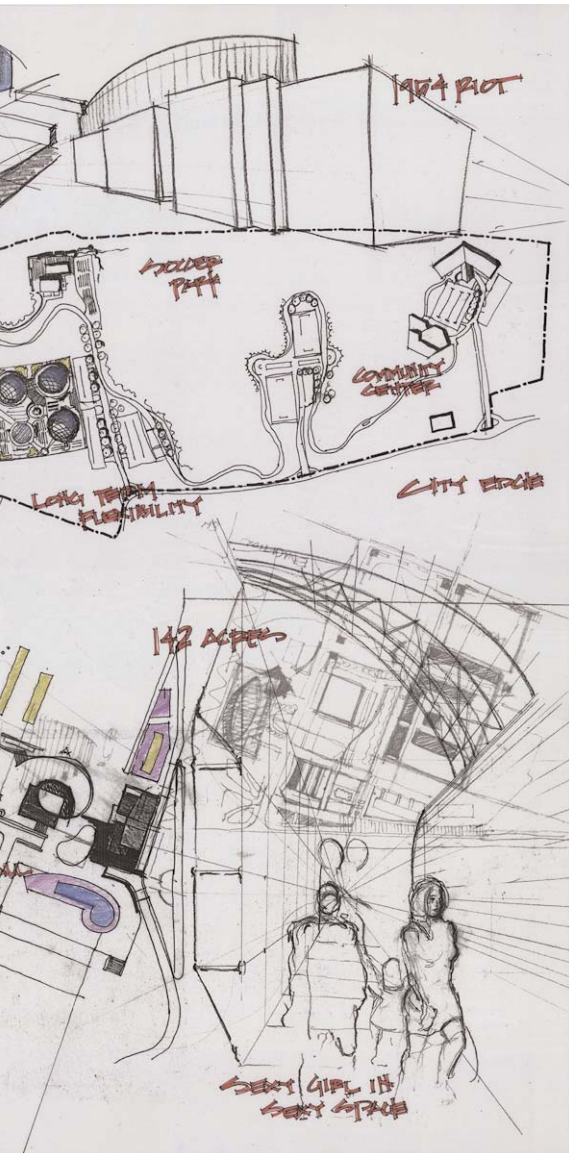 1954 RIOT
SOCCER
PARK
COMMUNITY
CENTER
LONG TERM
FLEXIBILITY
CITY EDGE
142 ACRES
SEXY GIRL IN
SEXY SPACE